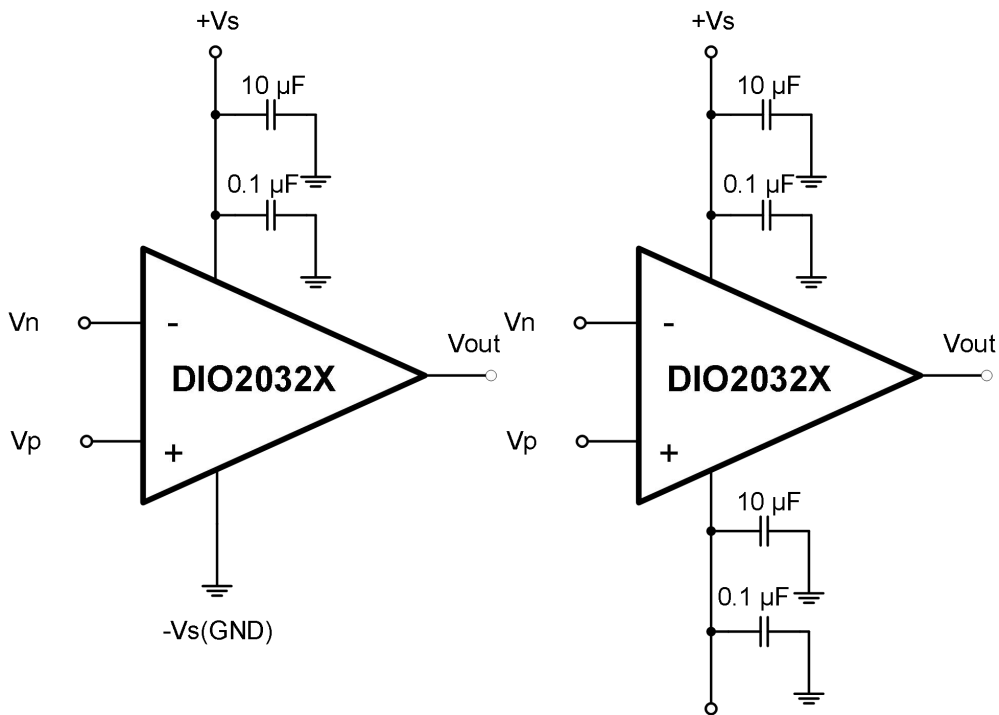 +Vs
10 µF
0.1 µF
Vn
-
DIO2032X
Vout
Vp
+
-Vs(GND)
+Vs
10 µF
0.1 µF
Vn
-
DIO2032X
Vout
Vp
+
10 µF
0.1 µF